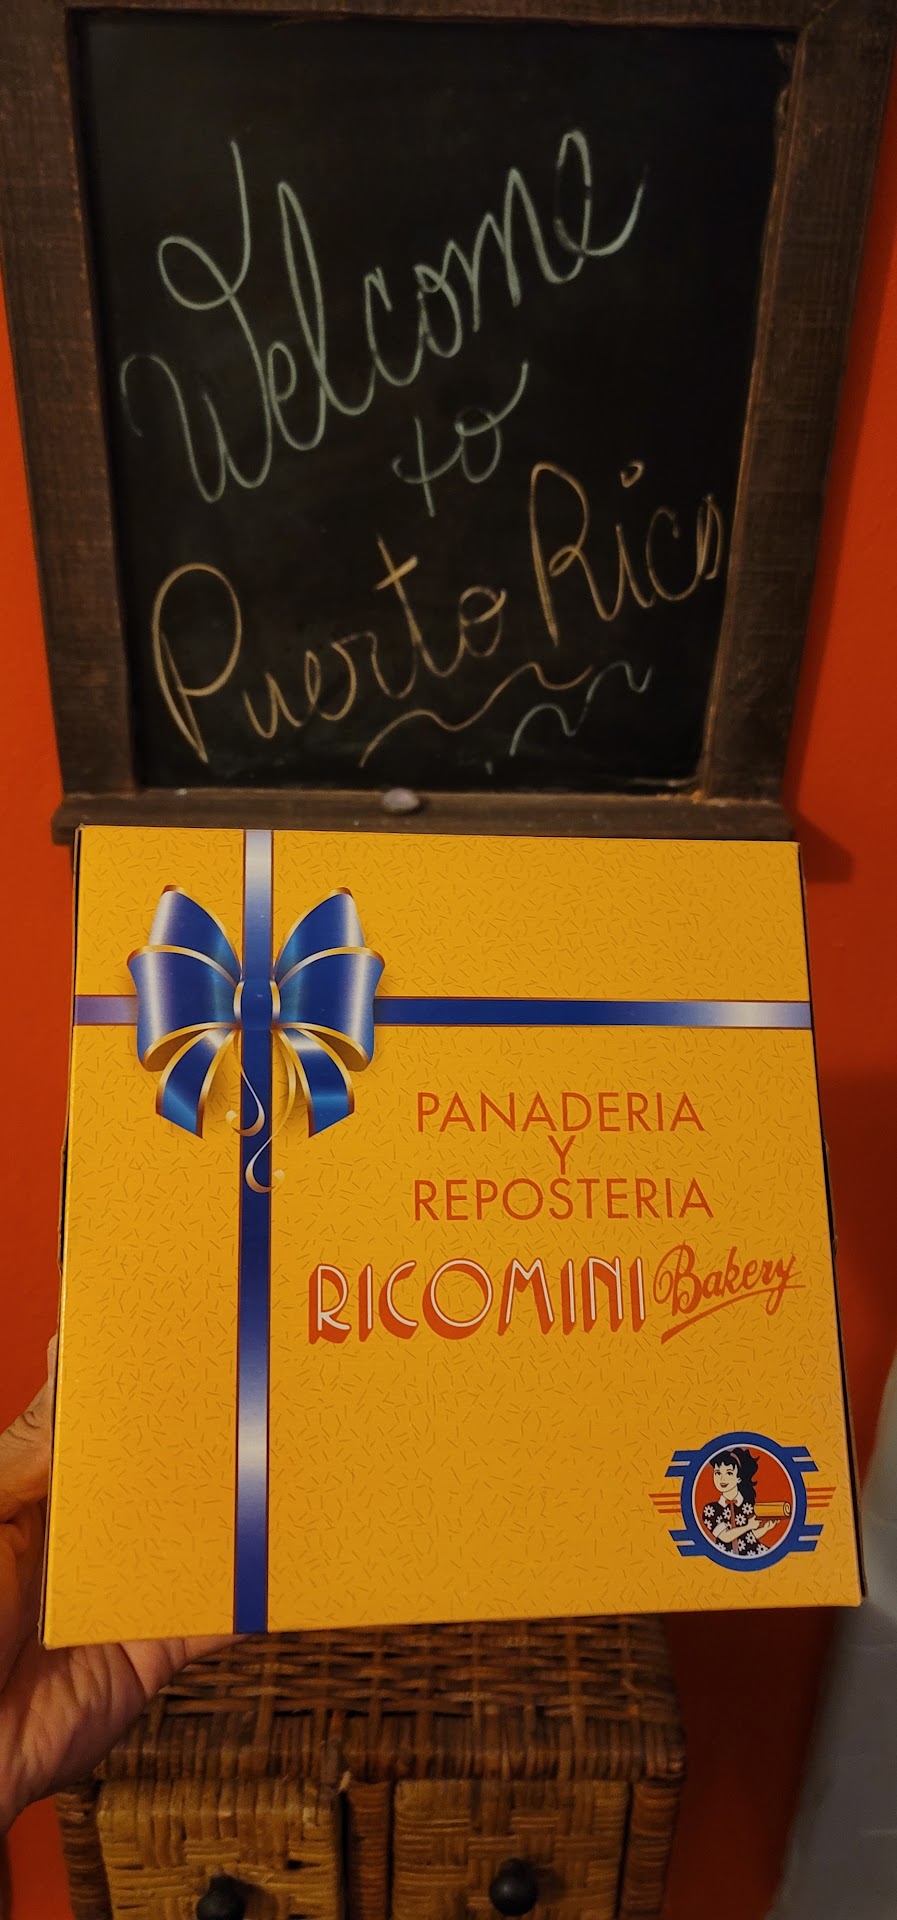 Welcome
to
Puerto Rico
PANADERIA
Y
REPOSTERIA
RICOMINI Bakery